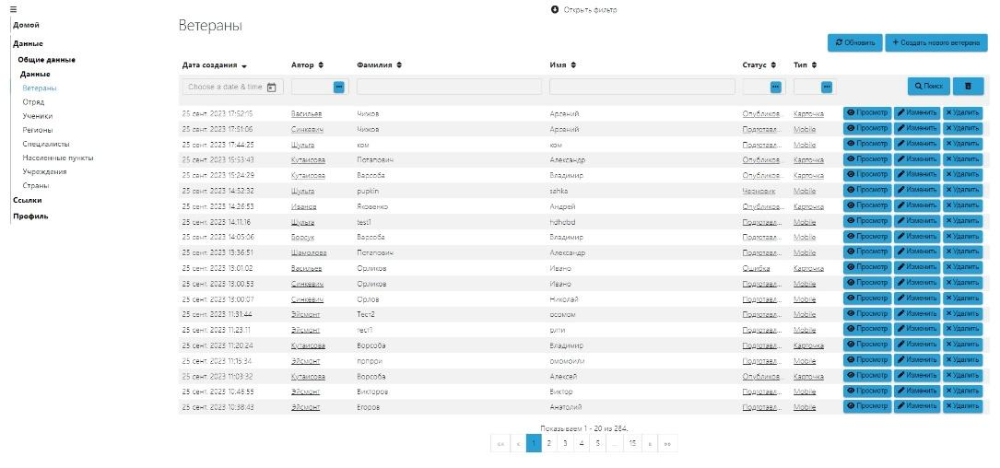 Открыть фильтр
Домой
Данные
Общие данные
Данные
Ветераны
Отряд
Ученики
Регионы
Специалисты
Населенные пункты
Учреждения
Страны
Ссылки
Профиль
Ветераны
Обновить + Создать нового ветерана
Дата создания Автор Фамилия Имя Статус Тип
Choose a date & time ... ... ... Поиск
25 сент. 2023 17:52:15 Васильев Чижов Арсений Опубликов... Карточка Просмотр Изменить × Удалить
25 сент. 2023 17:51:06 Синкевич Чижов Арсений Подготавл... Mobile Просмотр Изменить × Удалить
25 сент. 2023 17:44:25 Шульга ком ком Опубликов... Mobile Просмотр Изменить × Удалить
25 сент. 2023 15:53:43 Кутаисова Потапович Александр Опубликов... Карточка Просмотр Изменить × Удалить
25 сент. 2023 15:24:29 Кутаисова Варсоба Владимир Опубликов... Карточка Просмотр Изменить × Удалить
25 сент. 2023 14:52:32 Шульга pupkin sahka Черновик Mobile Просмотр Изменить × Удалить
25 сент. 2023 14:26:53 Иванов Яковенко Андрей Опубликов... Карточка Просмотр Изменить × Удалить
25 сент. 2023 14:11:16 Шульга test1 hdhdbd Подготавл... Mobile Просмотр Изменить × Удалить
25 сент. 2023 14:05:06 Борсук Варсоба Владимир Подготавл... Mobile Просмотр Изменить × Удалить
25 сент. 2023 13:36:51 Шамолова Потапович Александр Подготавл... Mobile Просмотр Изменить × Удалить
25 сент. 2023 13:01:02 Васильев Орликов Ивано Ошибка Карточка Просмотр Изменить × Удалить
25 сент. 2023 13:00:53 Синкевич Орликов Ивано Подготавл... Mobile Просмотр Изменить × Удалить
25 сент. 2023 13:00:07 Синкевич Орлов Николай Подготавл... Mobile Просмотр Изменить × Удалить
25 сент. 2023 11:31:44 Эйсмонт Тест2 осомом Подготавл... Mobile Просмотр Изменить × Удалить
25 сент. 2023 11:23:11 Эйсмонт тест1 олти Подготавл... Mobile Просмотр Изменить × Удалить
25 сент. 2023 11:20:24 Кутаисова Ворсоба Владимир Подготавл... Карточка Просмотр Изменить × Удалить
25 сент. 2023 11:15:34 Эйсмонт прпрри омомоили Подготавл... Mobile Просмотр Изменить × Удалить
25 сент. 2023 11:03:32 Кутаисова Ворсоба Алексей Опубликов... Карточка Просмотр Изменить × Удалить
25 сент. 2023 10:46:55 Эйсмонт Викторов Виктор Подготавл... Mobile Просмотр Изменить × Удалить
25 сент. 2023 10:38:43 Эйсмонт Егоров Анатолий Подготавл... Mobile Просмотр Изменить × Удалить
Показываем 1 - 20 из 284.
«« « 1 2 3 4 5 ... 15 » »»